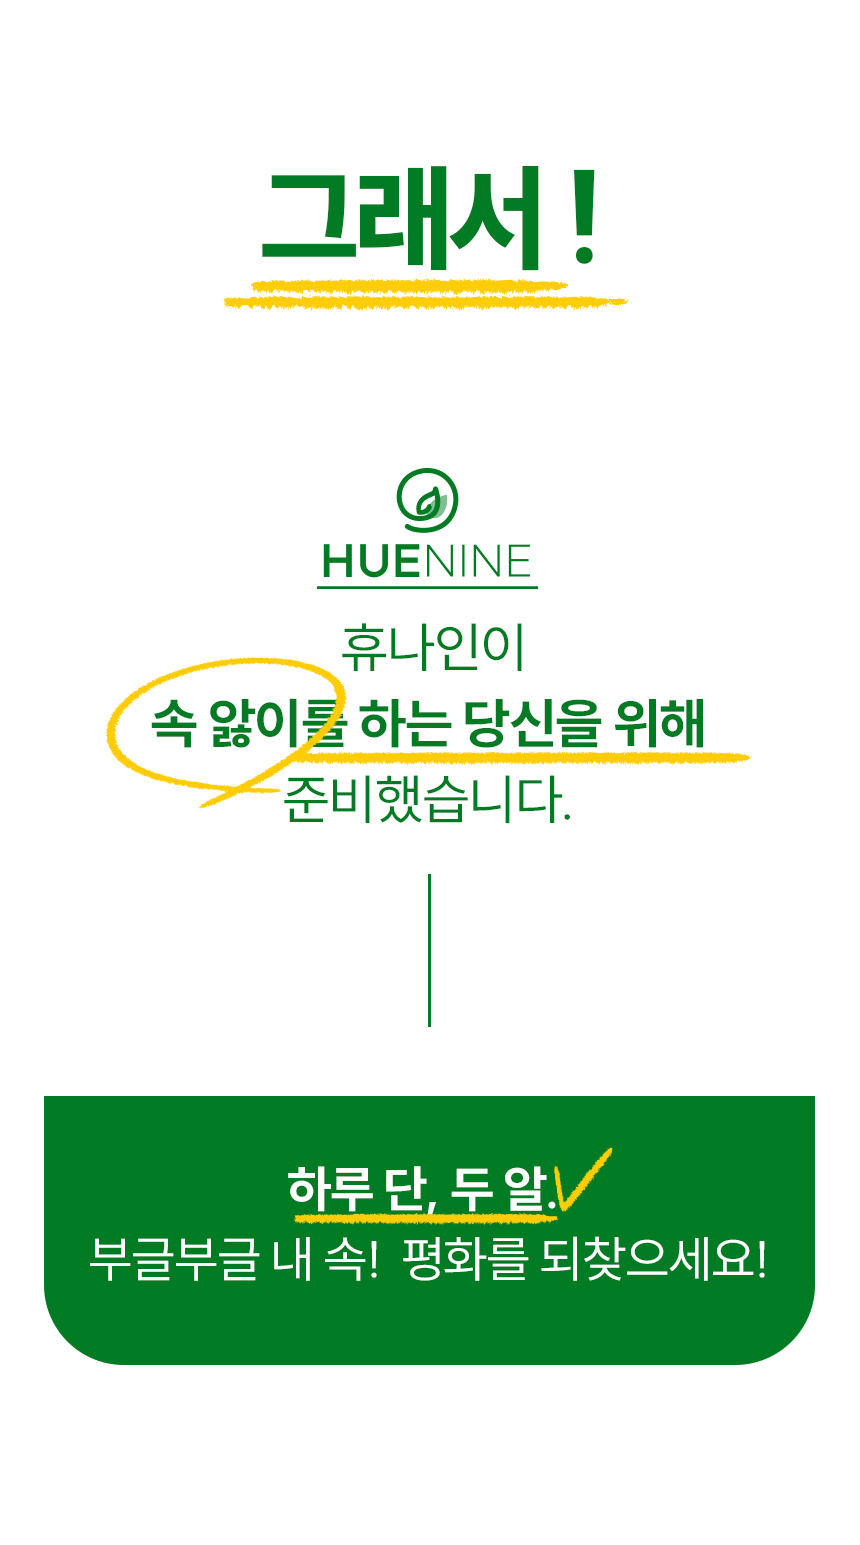 그래서 !
HUENINE
휴나인이
속 앓이를 하는 당신을 위해
준비했습니다.
하루 단, 두 알.
부글부글 내 속! 평화를 되찾으세요!